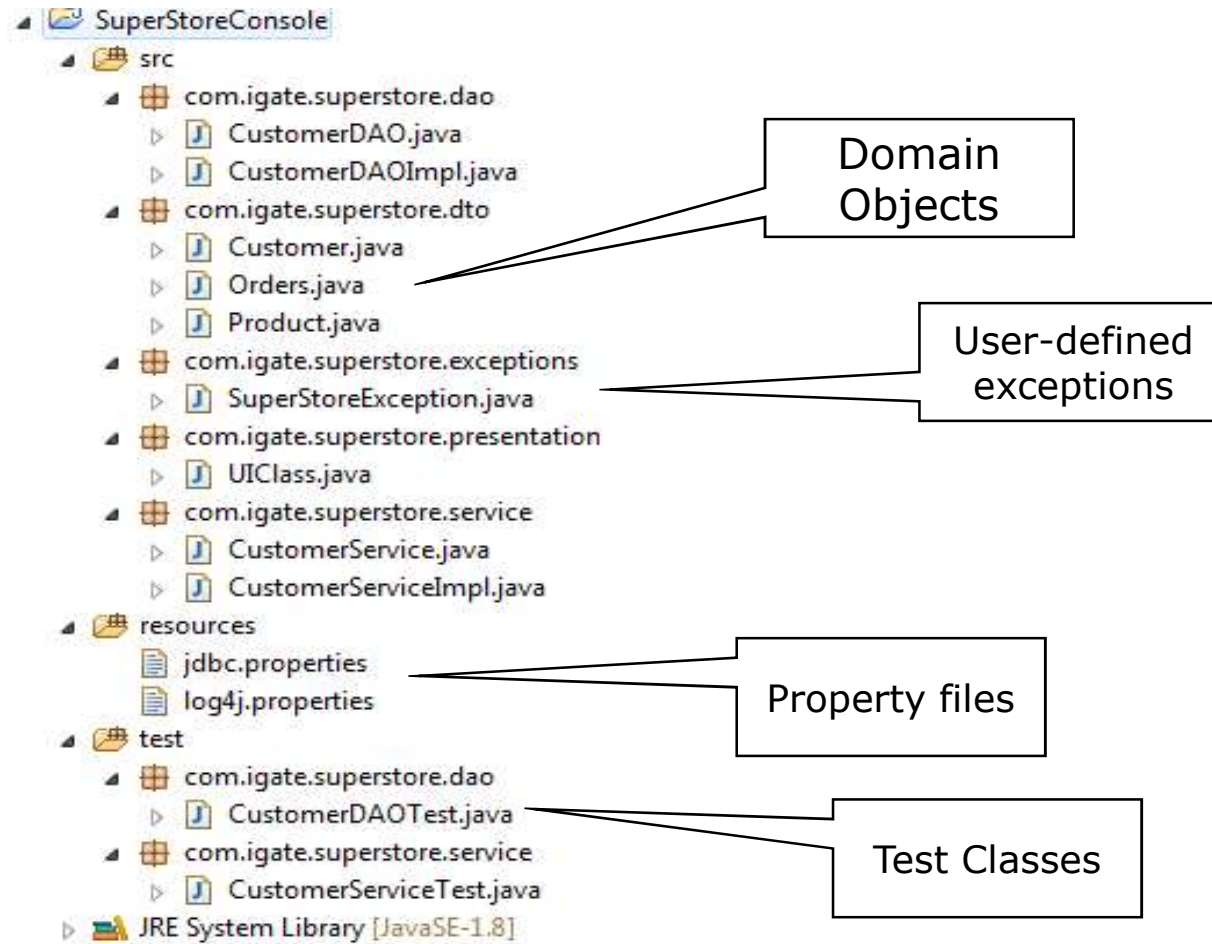 SuperStoreConsole
src
com.igate.superstore.dao
CustomerDAO.java
CustomerDAOImpl.java
com.igate.superstore.dto
Customer.java
Orders.java
Product.java
com.igate.superstore.exceptions
SuperStoreException.java
com.igate.superstore.presentation
UIClass.java
com.igate.superstore.service
CustomerService.java
CustomerServiceImpl.java
resources
jdbc.properties
log4j.properties
test
com.igate.superstore.dao
CustomerDAOTest.java
com.igate.superstore.service
CustomerServiceTest.java
JRE System Library [JavaSE-1.8]
Domain
Objects
User-defined
exceptions
Property files
Test Classes